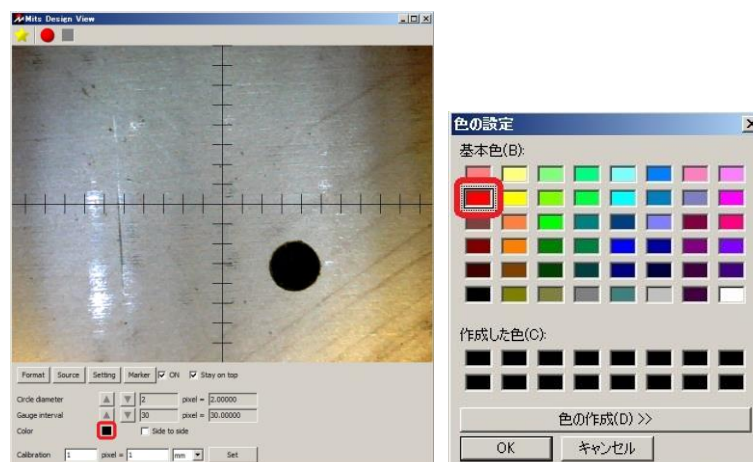 Mits Design View
Format Source Setting Marker ON Stay on top
Circle diameter 2 pixel = 2.00000
Gauge interval 30 pixel = 30.00000
Color Side to side
Calibration 1 pixel = 1 mm Set
色の設定
基本色(B):
作成した色(C):
色の作成(D) >>
OK キャンセル